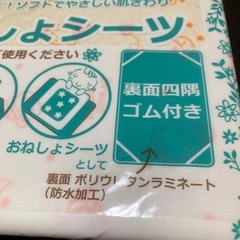 ！ソフトでやさしい肌ざわり
しょシーツ
使用ください
裏面四隅
ゴム付き
おねしょシーツ
として
裏面 ポリウレタンラミネート
（防水加工）